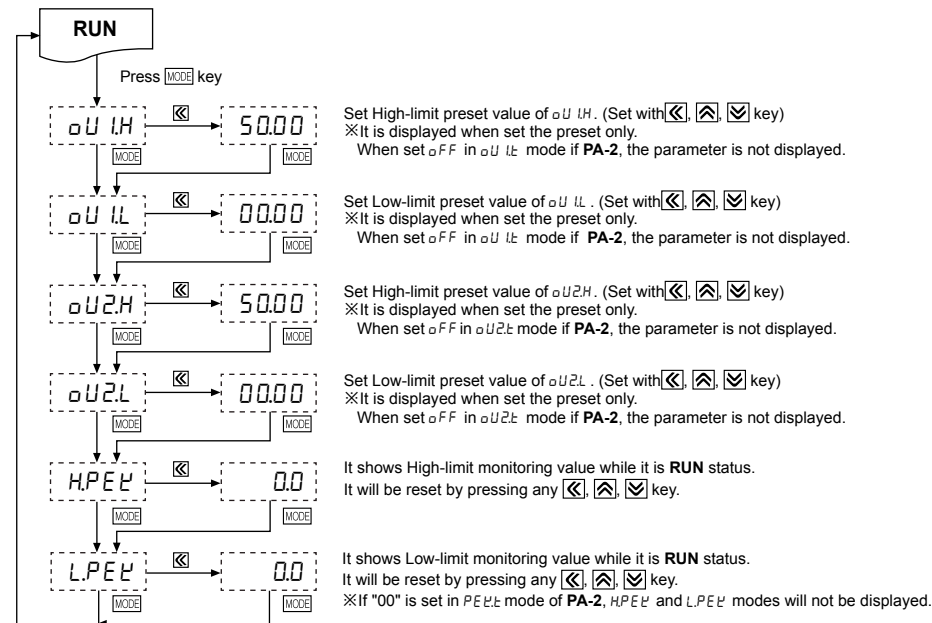 RUN
Press MODE key
oU1.H
«
50.00
MODE
MODE
Set High-limit preset value of oU1.H. (Set with «, ︽, ︾ key)
※It is displayed when set the preset only.
When set oFF in oU1.t mode if PA-2, the parameter is not displayed.
oU1.L
«
00.00
MODE
MODE
Set Low-limit preset value of oU1.L. (Set with «, ︽, ︾ key)
※It is displayed when set the preset only.
When set oFF in oU1.t mode if PA-2, the parameter is not displayed.
oU2.H
«
50.00
MODE
MODE
Set High-limit preset value of oU2.H. (Set with «, ︽, ︾ key)
※It is displayed when set the preset only.
When set oFF in oU2.t mode if PA-2, the parameter is not displayed.
oU2.L
«
00.00
MODE
MODE
Set Low-limit preset value of oU2.L. (Set with «, ︽, ︾ key)
※It is displayed when set the preset only.
When set oFF in oU2.t mode if PA-2, the parameter is not displayed.
H.PEK
«
0.0
MODE
MODE
It shows High-limit monitoring value while it is RUN status.
It will be reset by pressing any «, ︽, ︾ key.
L.PEK
«
0.0
MODE
MODE
It shows Low-limit monitoring value while it is RUN status.
It will be reset by pressing any «, ︽, ︾ key.
※If "00" is set in PEK.t mode of PA-2, H.PEK and L.PEK modes will not be displayed.